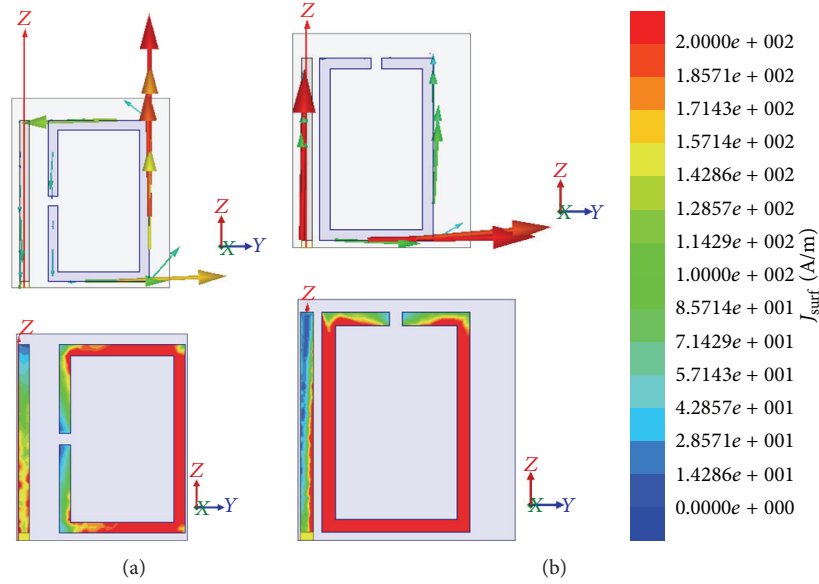 Z
Z
Z
X
Y
Z
X
Y
Z
Z
Z
X
Y
Z
X
Y
(a)
(b)
2.0000e + 002
1.8571e + 002
1.7143e + 002
1.5714e + 002
1.4286e + 002
1.2857e + 002
1.1429e + 002
1.0000e + 002
8.5714e + 001
7.1429e + 001
5.7143e + 001
4.2857e + 001
2.8571e + 001
1.4286e + 001
0.0000e + 000
Jsurf (A/m)